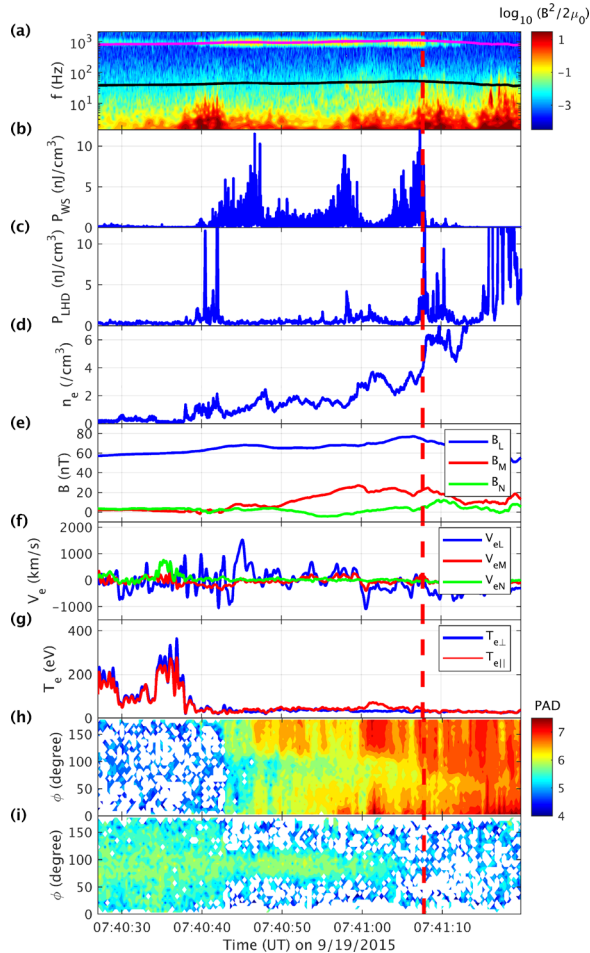 log₁₀ (B²/2μ₀)
(a)
f (Hz)
10³
10²
10¹
1
-1
-3
(b)
P_WS (nJ/cm³)
10
5
0
(c)
P_LHD (nJ/cm³)
10
5
0
(d)
n_e (/cm³)
6
4
2
0
(e)
B (nT)
80
60
40
20
0
B_L
B_M
B_N
(f)
V_e (km/s)
2000
1000
0
-1000
V_eL
V_eM
V_eN
(g)
T_e (eV)
400
200
0
T_e⊥
T_e||
(h)
PAD
φ (degree)
150
100
50
0
7
6
5
4
(i)
φ (degree)
150
100
50
0
07:40:30
07:40:40
07:40:50
07:41:00
07:41:10
Time (UT) on 9/19/2015